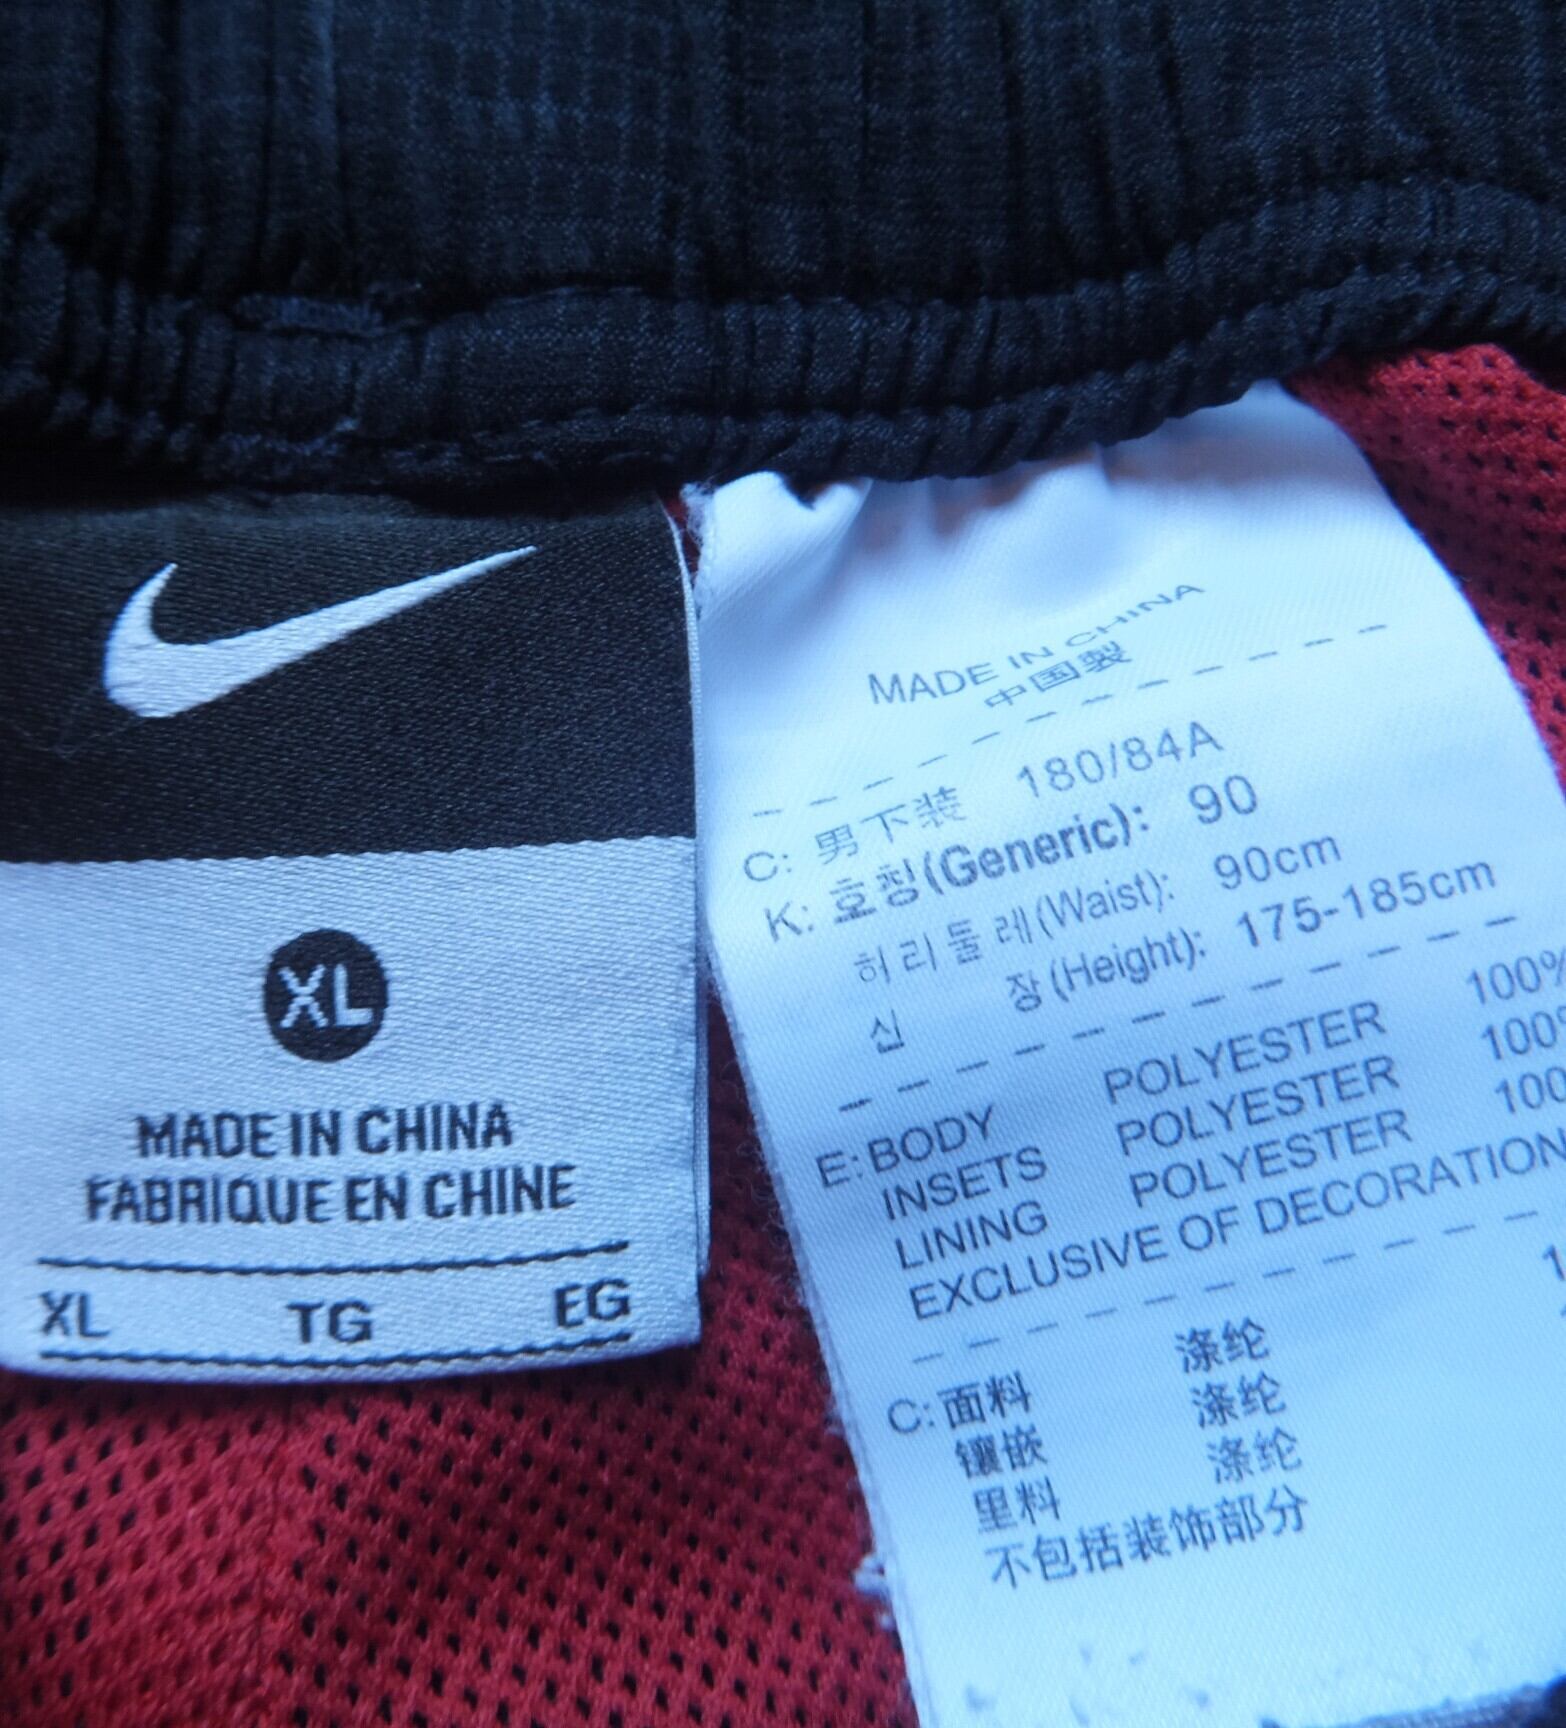 XL
MADE IN CHINA
FABRIQUE EN CHINE
XL TG EG
MADE IN CHINA
中国製
C: 男下装 180/84A
K: 호칭(Generic): 90
허리둘레(Waist): 90cm
신 장(Height): 175-185cm
E: BODY POLYESTER 100%
INSETS POLYESTER 100%
LINING POLYESTER 100
EXCLUSIVE OF DECORATION
C: 面料 涤纶 1
镶嵌 涤纶
里料 涤纶
不包括装饰部分